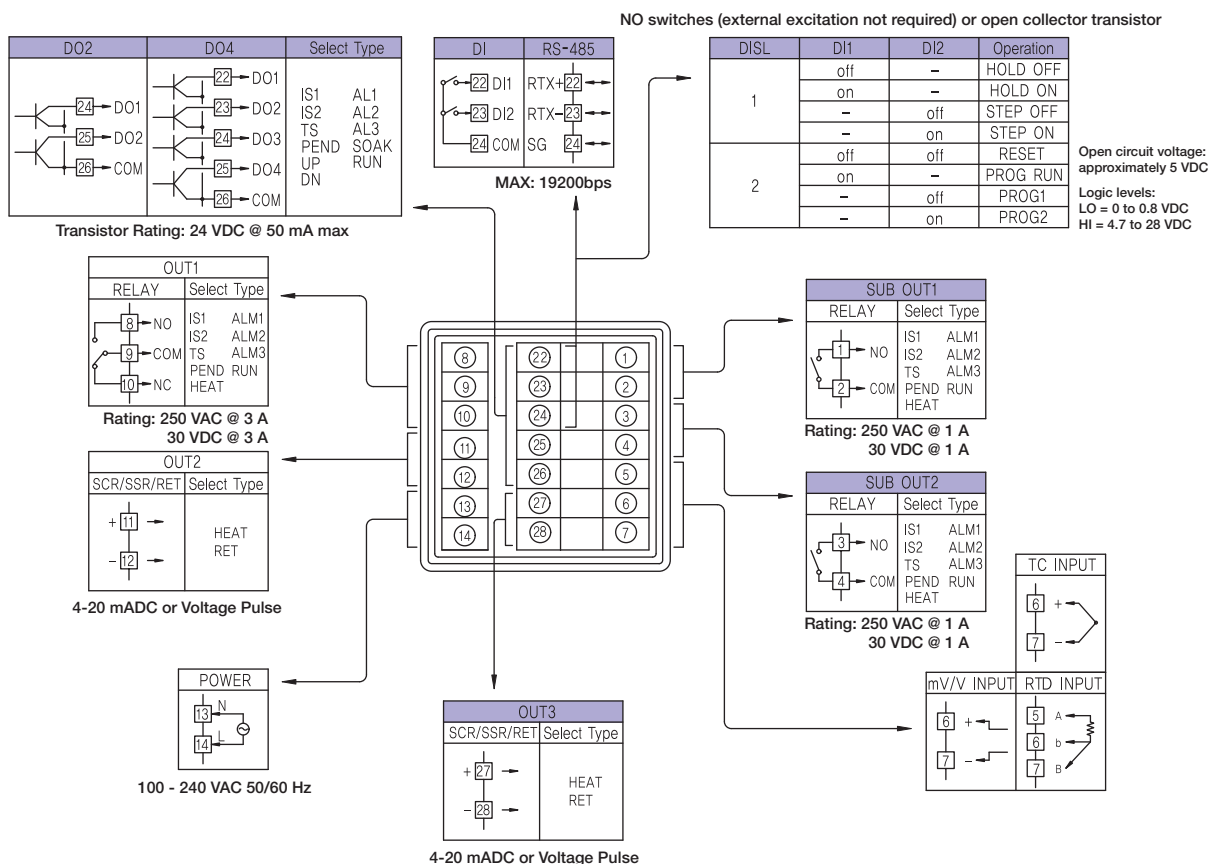 NO switches (external excitation not required) or open collector transistor
DO2 DO4 Select Type
24 DO1
25 DO2
26 COM
22 DO1
23 DO2
24 DO3
25 DO4
26 COM
IS1 AL1
IS2 AL2
TS AL3
PEND SOAK
UP RUN
DN
Transistor Rating: 24 VDC @ 50 mA max
DI RS-485
22 DI1 RTX+ 22
23 DI2 RTX- 23
24 COM SG 24
MAX: 19200bps
DISL DI1 DI2 Operation
1
off – HOLD OFF
on – HOLD ON
– off STEP OFF
– on STEP ON
2
off off RESET
on – PROG RUN
– off PROG1
– on PROG2
Open circuit voltage:
approximately 5 VDC
Logic levels:
LO = 0 to 0.8 VDC
HI = 4.7 to 28 VDC
OUT1
RELAY Select Type
8 NO
9 COM
10 NC
IS1 ALM1
IS2 ALM2
TS ALM3
PEND RUN
HEAT
Rating: 250 VAC @ 3 A
30 VDC @ 3 A
OUT2
SCR/SSR/RET Select Type
+ 11
- 12
HEAT
RET
4-20 mADC or Voltage Pulse
POWER
13 N
14 L
100 - 240 VAC 50/60 Hz
8 22 1
9 23 2
10 24 3
11 25 4
12 26 5
13 27 6
14 28 7
OUT3
SCR/SSR/RET Select Type
+ 27
- 28
HEAT
RET
4-20 mADC or Voltage Pulse
SUB OUT1
RELAY Select Type
1 NO
2 COM
IS1 ALM1
IS2 ALM2
TS ALM3
PEND RUN
HEAT
Rating: 250 VAC @ 1 A
30 VDC @ 1 A
SUB OUT2
RELAY Select Type
3 NO
4 COM
IS1 ALM1
IS2 ALM2
TS ALM3
PEND RUN
HEAT
Rating: 250 VAC @ 1 A
30 VDC @ 1 A
TC INPUT
6 +
7 -
mV/V INPUT
6 +
7 -
RTD INPUT
5 A
6 b
7 B